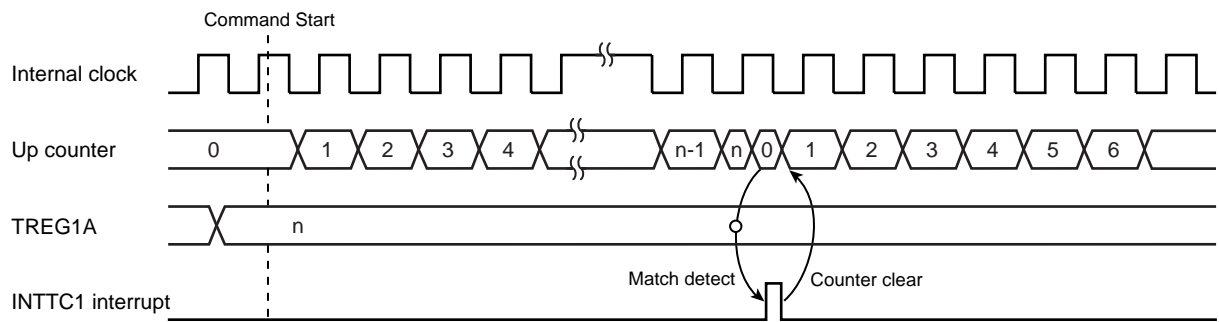 Command Start
Internal clock
Up counter 0 1 2 3 4 n-1 n 0 1 2 3 4 5 6
TREG1A n
Match detect Counter clear
INTTC1 interrupt